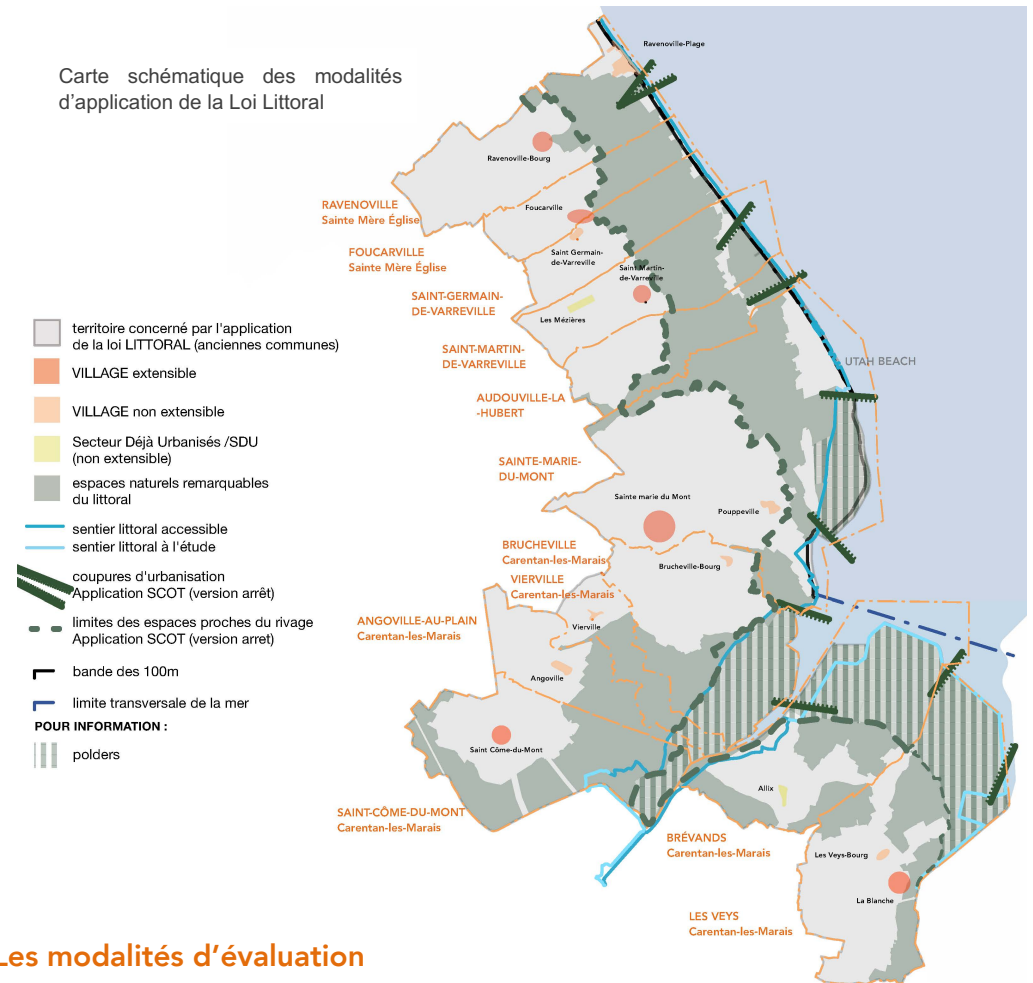 Carte schématique des modalités
d'application de la Loi Littoral
territoire concerné par l'application
de la loi LITTORAL (anciennes communes)
VILLAGE extensible
VILLAGE non extensible
Secteur Déjà Urbanisés /SDU
(non extensible)
espaces naturels remarquables
du littoral
sentier littoral accessible
sentier littoral à l'étude
coupures d'urbanisation
Application SCOT (version arrêt)
limites des espaces proches du rivage
Application SCOT (version arret)
bande des 100m
limite transversale de la mer
POUR INFORMATION :
polders
Ravenoville-Plage
Ravenoville-Bourg
RAVENOVILLE
Sainte Mère Église
Foucarville
FOUCARVILLE
Sainte Mère Église
Saint Germain-
de-Varreville
Saint Martin-
de-Varreville
SAINT-GERMAIN-
DE-VARREVILLE
Les Mézières
SAINT-MARTIN-
DE-VARREVILLE
UTAH BEACH
AUDOUVILLE-LA
-HUBERT
SAINTE-MARIE-
DU-MONT
Sainte marie du Mont
Pouppeville
BRUCHEVILLE
Carentan-les-Marais
Brucheville-Bourg
VIERVILLE
Carentan-les-Marais
Vierville
ANGOVILLE-AU-PLAIN
Carentan-les-Marais
Angoville
Saint Côme-du-Mont
SAINT-CÔME-DU-MONT
Carentan-les-Marais
Allix
BRÉVANDS
Carentan-les-Marais
Les Veys-Bourg
La Blanche
LES VEYS
Carentan-les-Marais
Les modalités d'évaluation